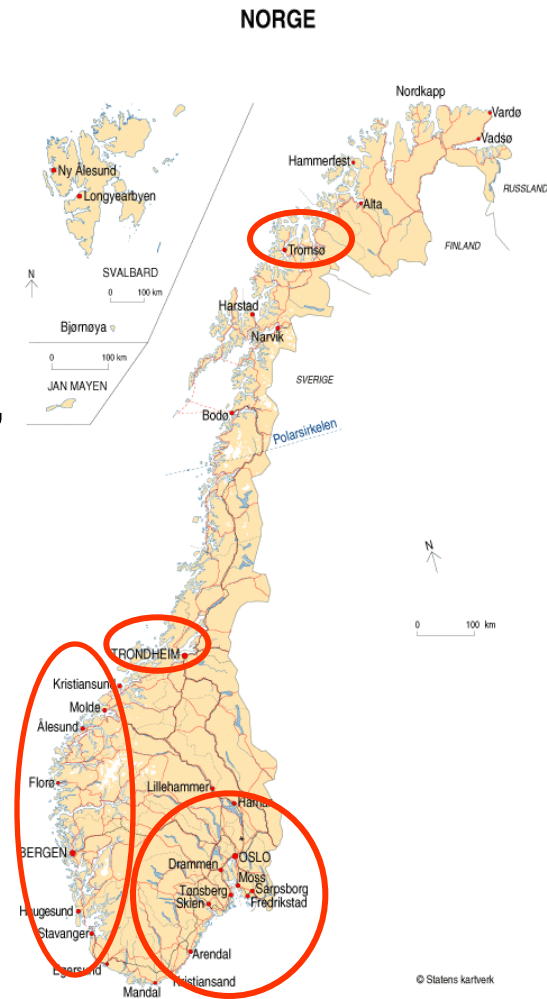 NORGE
Nordkapp
Vardø
Vadsø
Hammerfest
RUSSLAND
Ny Ålesund
Alta
Longyearbyen
FINLAND
Tromsø
N
SVALBARD
0 100 km
Harstad
Bjørnøya
Narvik
0 100 km
SVERIGE
JAN MAYEN
Bodø
Polarsirkelen
N
0 100 km
TRONDHEIM
Kristiansund
Molde
Ålesund
Florø
Lillehammer
Hamar
BERGEN
OSLO
Drammen
Moss
Tønsberg
Sarpsborg
Skien
Fredrikstad
Haugesund
Stavanger
Arendal
Egersund
Kristiansand
Mandal
© Statens kartverk